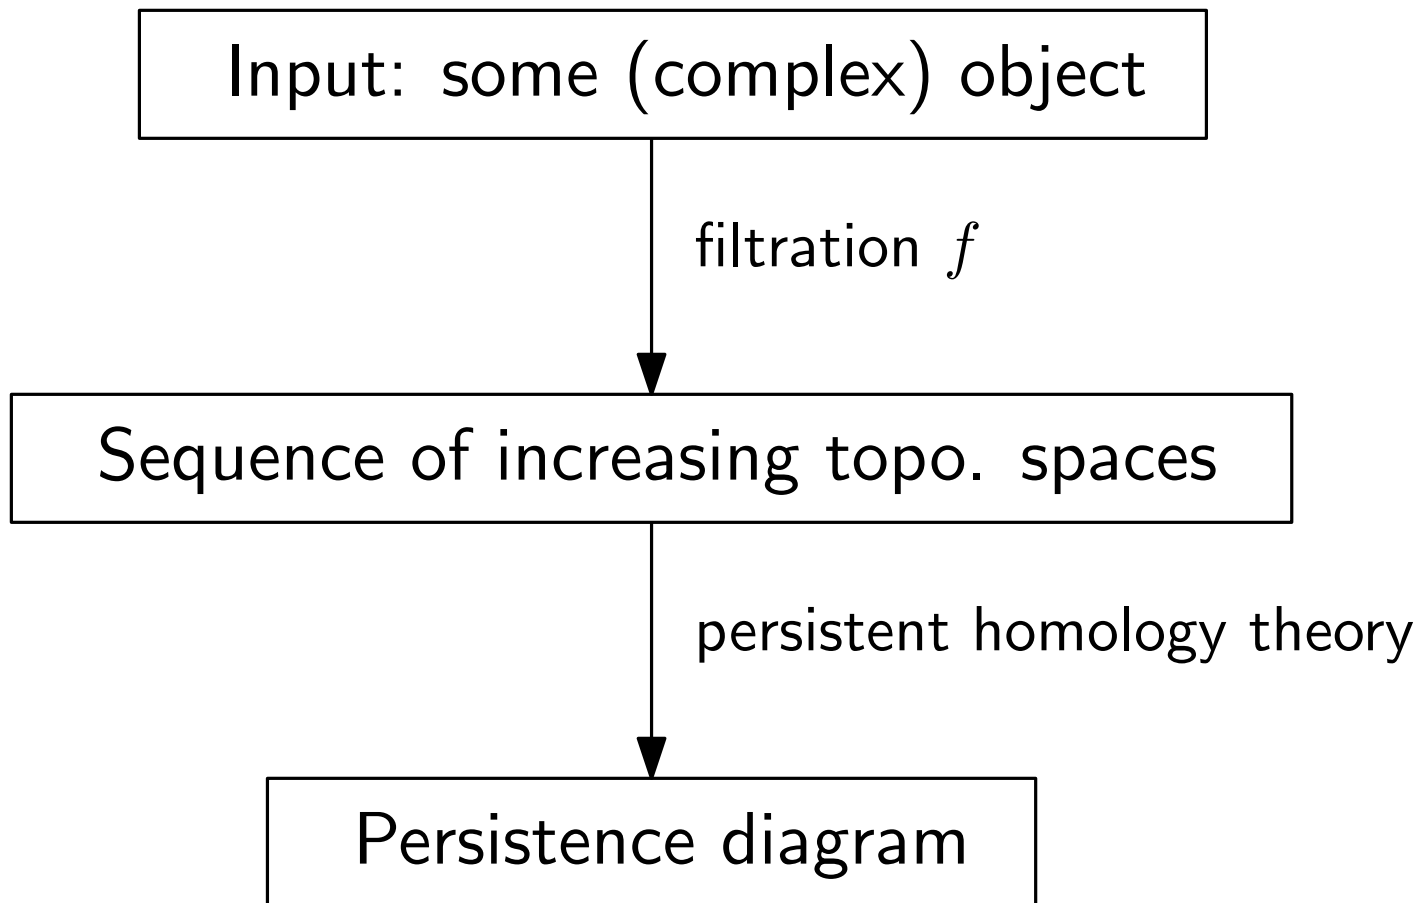 Input: some (complex) object
filtration f
Sequence of increasing topo. spaces
persistent homology theory
Persistence diagram